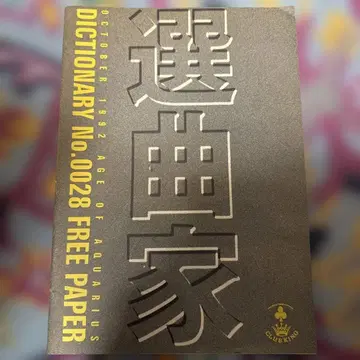 選曲家
OCTOBER 1992 AGE OF AQUARIUS
DICTIONARY No.0028 FREE PAPER
CLUB KING